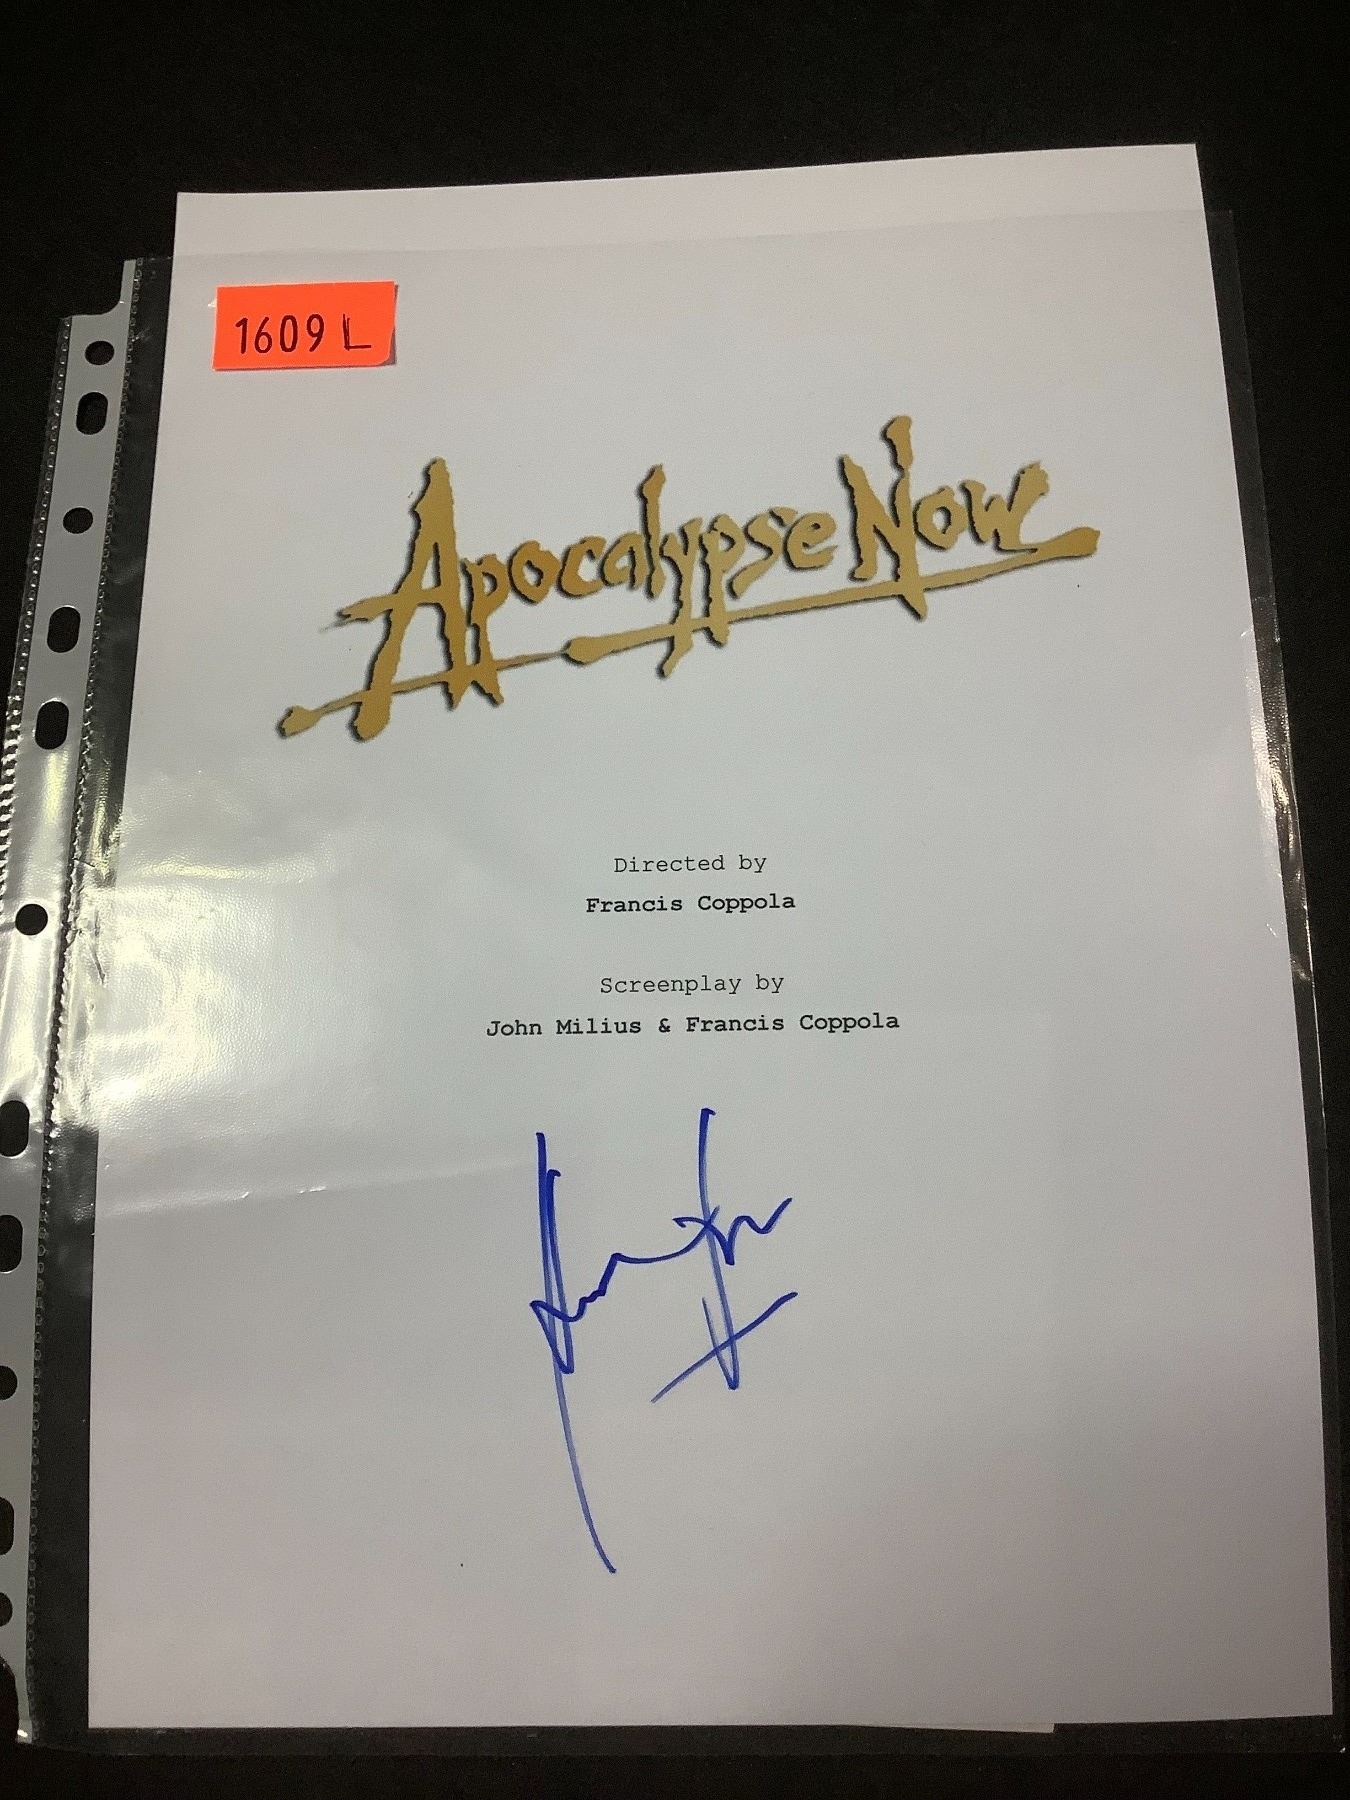 1609 L
Apocalypse Now
Directed by
Francis Coppola
Screenplay by
John Milius & Francis Coppola